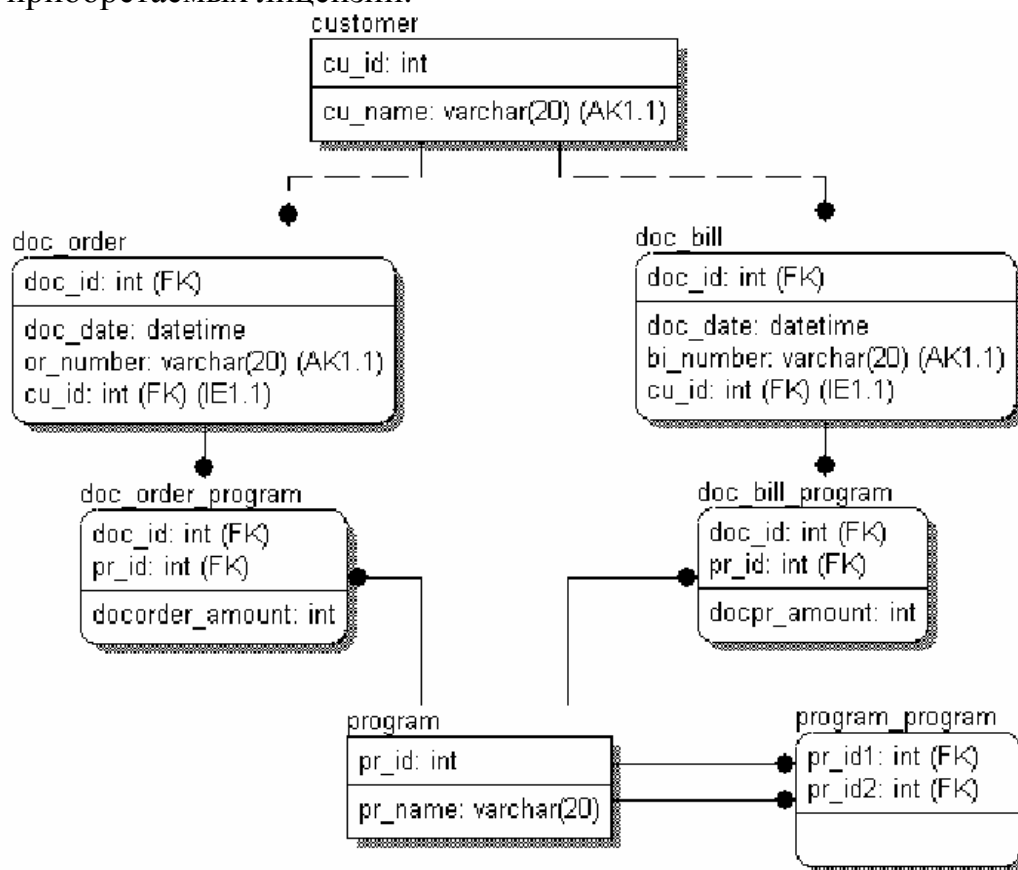 приобретаемых лицензий.
customer
cu_id: int
cu_name: varchar(20) (AK1.1)
doc_order
doc_id: int (FK)
doc_date: datetime
or_number: varchar(20) (AK1.1)
cu_id: int (FK) (IE1.1)
doc_bill
doc_id: int (FK)
doc_date: datetime
bi_number: varchar(20) (AK1.1)
cu_id: int (FK) (IE1.1)
doc_order_program
doc_id: int (FK)
pr_id: int (FK)
docorder_amount: int
doc_bill_program
doc_id: int (FK)
pr_id: int (FK)
docpr_amount: int
program
pr_id: int
pr_name: varchar(20)
program_program
pr_id1: int (FK)
pr_id2: int (FK)